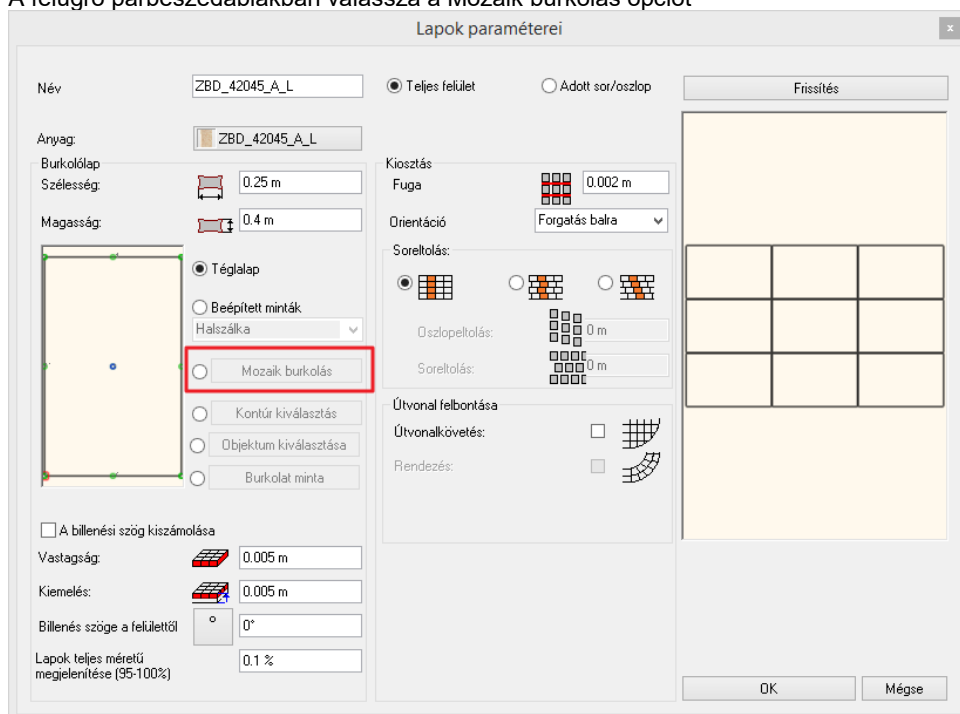 A felugró párbeszédablakban válassza a Mozaik burkolás opciót
Lapok paraméterei
x
Név
ZBD_42045_A_L
Teljes felület
Adott sor/oszlop
Frissítés
Anyag:
ZBD_42045_A_L
Burkolólap
Szélesség:
0.25 m
Magasság:
0.4 m
Téglalap
Beépített minták
Halszálka
Mozaik burkolás
Kontúr kiválasztás
Objektum kiválasztása
Burkolat minta
A billenési szög kiszámolása
Vastagság:
0.005 m
Kiemelés:
0.005 m
Billenés szöge a felülettől
°
0°
Lapok teljes méretű
megjelenítése (95-100%)
0.1 %
Kiosztás
Fuga
0.002 m
Orientáció
Forgatás balra
Soreltolás:
Oszlopeltolás:
0 m
Soreltolás:
0 m
Útvonal felbontása
Útvonalkövetés:
Rendezés:
OK
Mégse